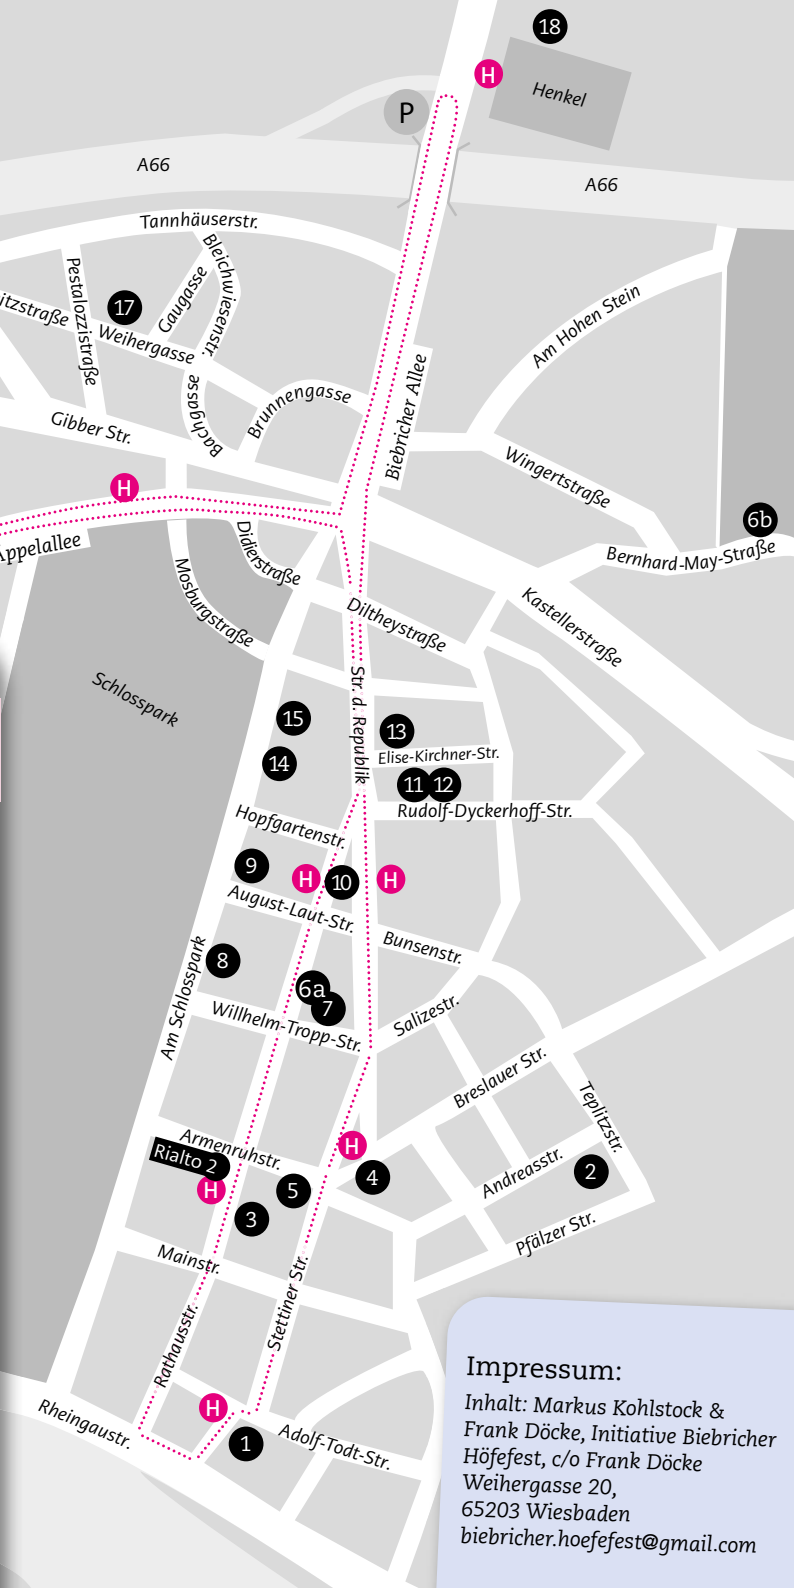 18
H
Henkel
P
A66
A66
Tannhäuserstr.
Bleichwiesenstr.
Pestalozzistraße
17
Gaugasse
itzstraße
Weihergasse
Am Hohen Stein
Biebricher Allee
Bachgasse
Brunnengasse
Gibber Str.
Wingertstraße
H
6b
Appelallee
Didierstraße
Bernhard-May-Straße
Mosburgstraße
Diltheystraße
Kastellerstraße
Schlosspark
Str. d. Republik
15
13
14
Elise-Kirchner-Str.
11
12
Hopfgartenstr.
Rudolf-Dyckerhoff-Str.
9
H
10
H
August-Laut-Str.
Bunsenstr.
Am Schlosspark
8
6a
7
Willhelm-Tropp-Str.
Salizestr.
Breslauer Str.
Teplitzstr.
Armenruhstr.
Rialto 2
H
H
4
5
3
Andreasstr.
2
Pfälzer Str.
Mainstr.
Rathausstr.
Stettiner Str.
H
1
Rheingaustr.
Adolf-Todt-Str.
Impressum:
Inhalt: Markus Kohlstock &
Frank Döcke, Initiative Biebricher
Höfefest, c/o Frank Döcke
Weihergasse 20,
65203 Wiesbaden
biebricher.hoefefest@gmail.com